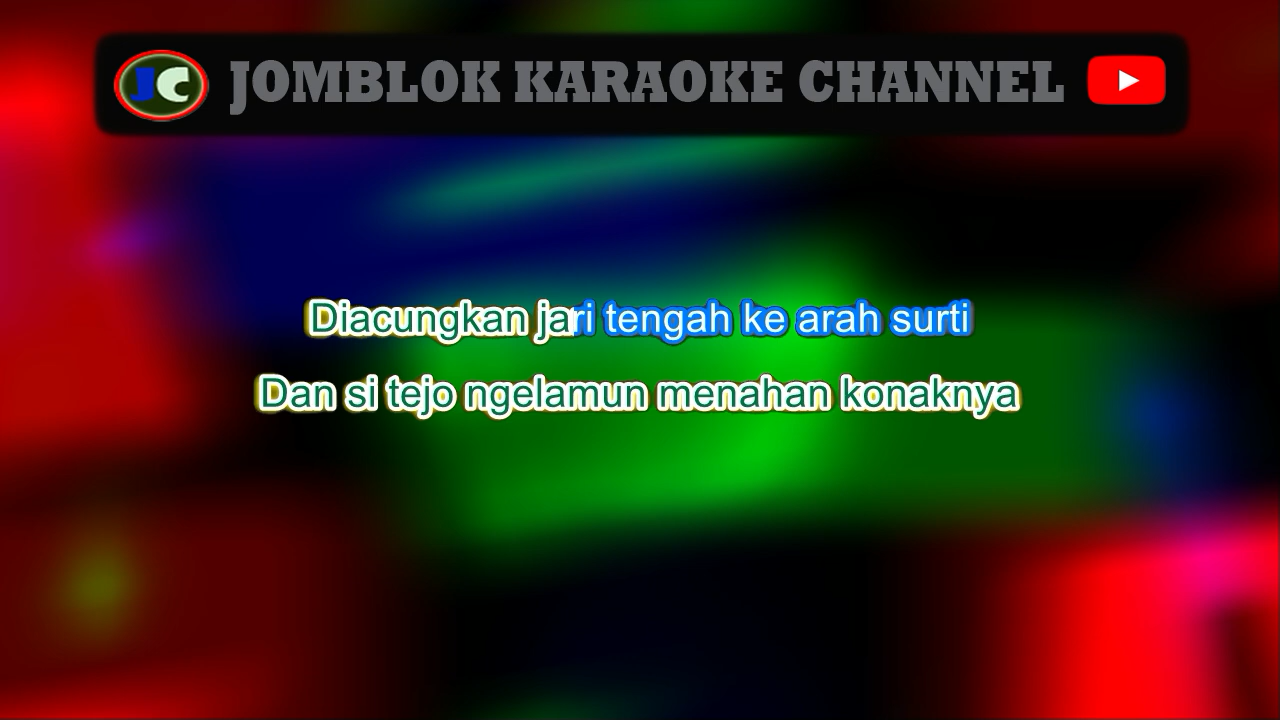 JC JOMBLOK KARAOKE CHANNEL
Diacungkan jari tengah ke arah surti
Dan si tejo ngelamun menahan konaknya